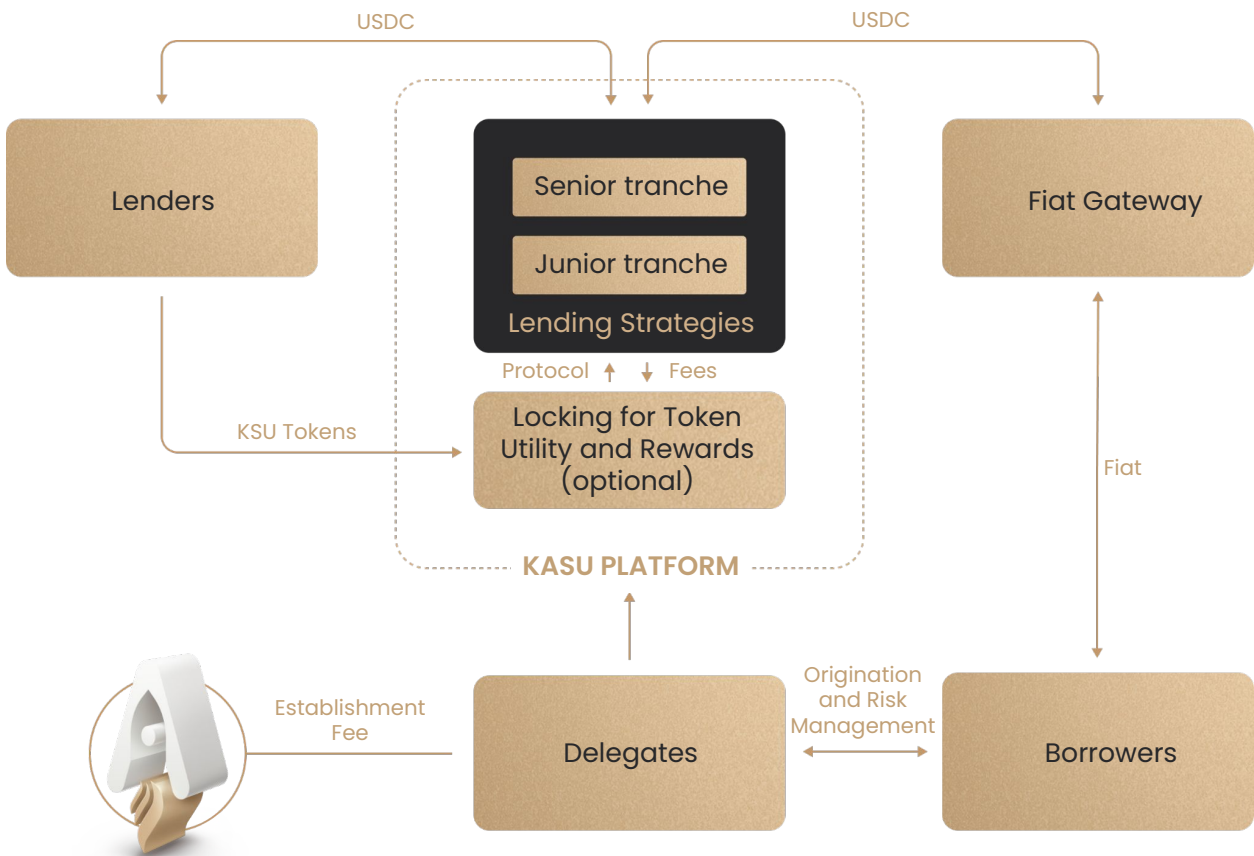 USDC
USDC
Lenders
Senior tranche
Junior tranche
Lending Strategies
Fiat Gateway
Protocol
Fees
KSU Tokens
Locking for Token
Utility and Rewards
(optional)
Fiat
KASU PLATFORM
Establishment
Fee
Delegates
Origination
and Risk
Management
Borrowers